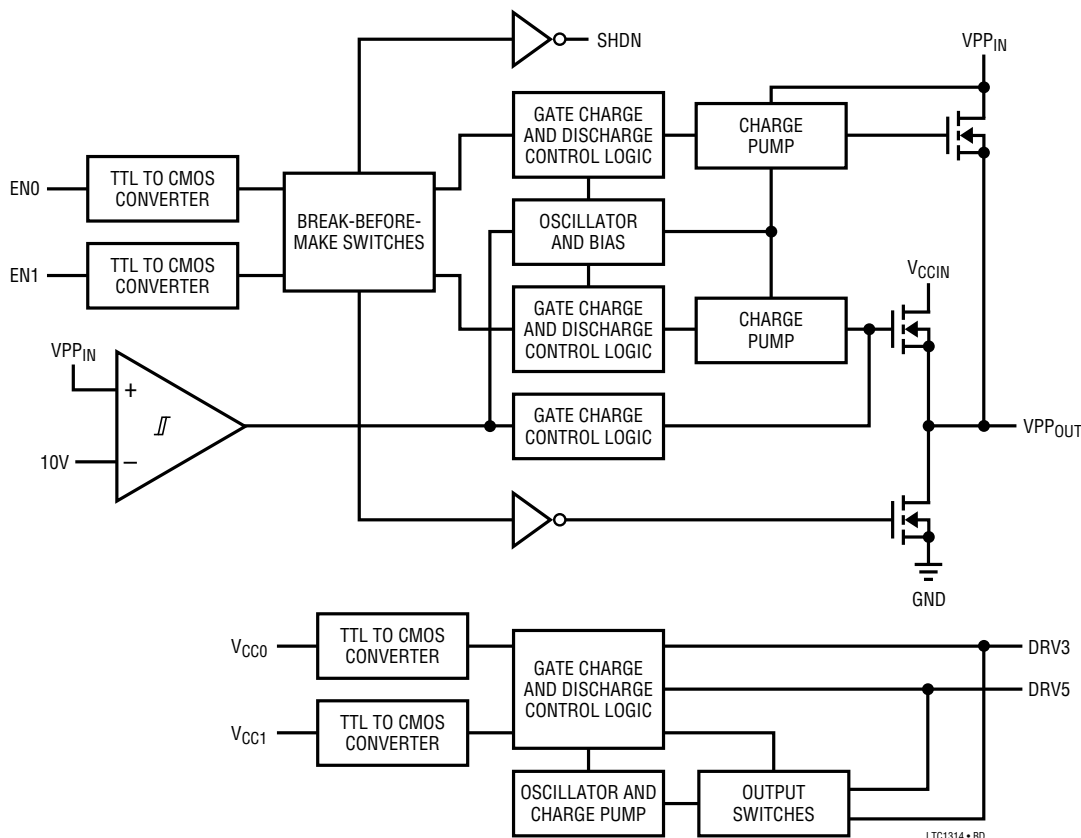 SHDN
VPPIN
GATE CHARGE
AND DISCHARGE
CONTROL LOGIC
CHARGE
PUMP
EN0
TTL TO CMOS
CONVERTER
BREAK-BEFORE-
MAKE SWITCHES
OSCILLATOR
AND BIAS
EN1
TTL TO CMOS
CONVERTER
VCCIN
GATE CHARGE
AND DISCHARGE
CONTROL LOGIC
CHARGE
PUMP
VPPIN
+
10V
−
GATE CHARGE
CONTROL LOGIC
VPPOUT
GND
VCC0
TTL TO CMOS
CONVERTER
GATE CHARGE
AND DISCHARGE
CONTROL LOGIC
DRV3
DRV5
VCC1
TTL TO CMOS
CONVERTER
OSCILLATOR AND
CHARGE PUMP
OUTPUT
SWITCHES
LTC1314 • BD